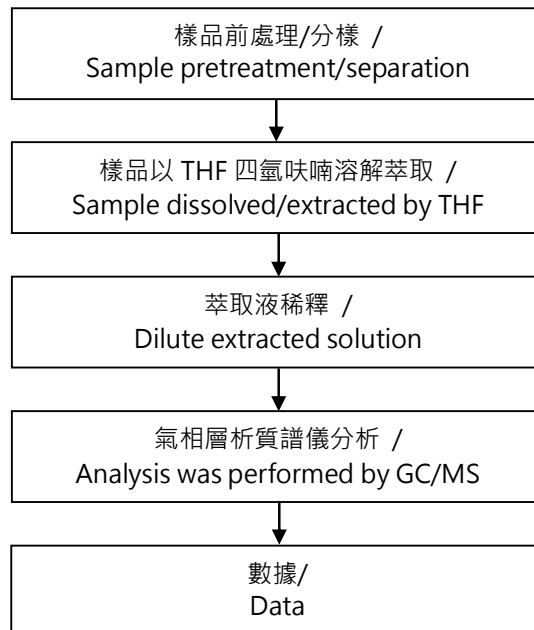 樣品前處理/分樣 /
Sample pretreatment/separation
樣品以 THF 四氫呋喃溶解萃取 /
Sample dissolved/extracted by THF
萃取液稀釋 /
Dilute extracted solution
氣相層析質譜儀分析 /
Analysis was performed by GC/MS
數據/
Data